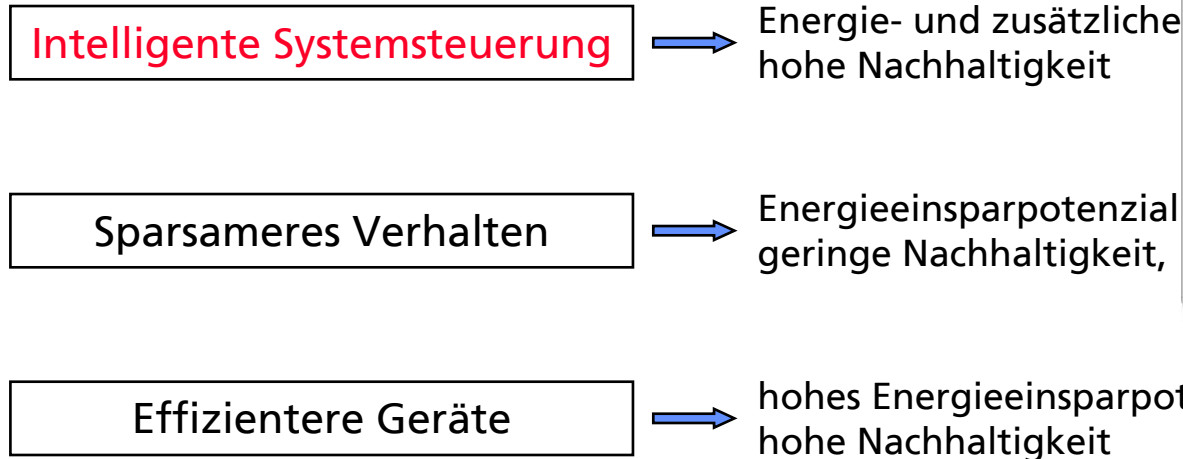 Intelligente Systemsteuerung
Energie- und zusätzliche
hohe Nachhaltigkeit
Sparsameres Verhalten
Energieeinsparpotenzial
geringe Nachhaltigkeit,
Effizientere Geräte
hohes Energieeinsparpot
hohe Nachhaltigkeit